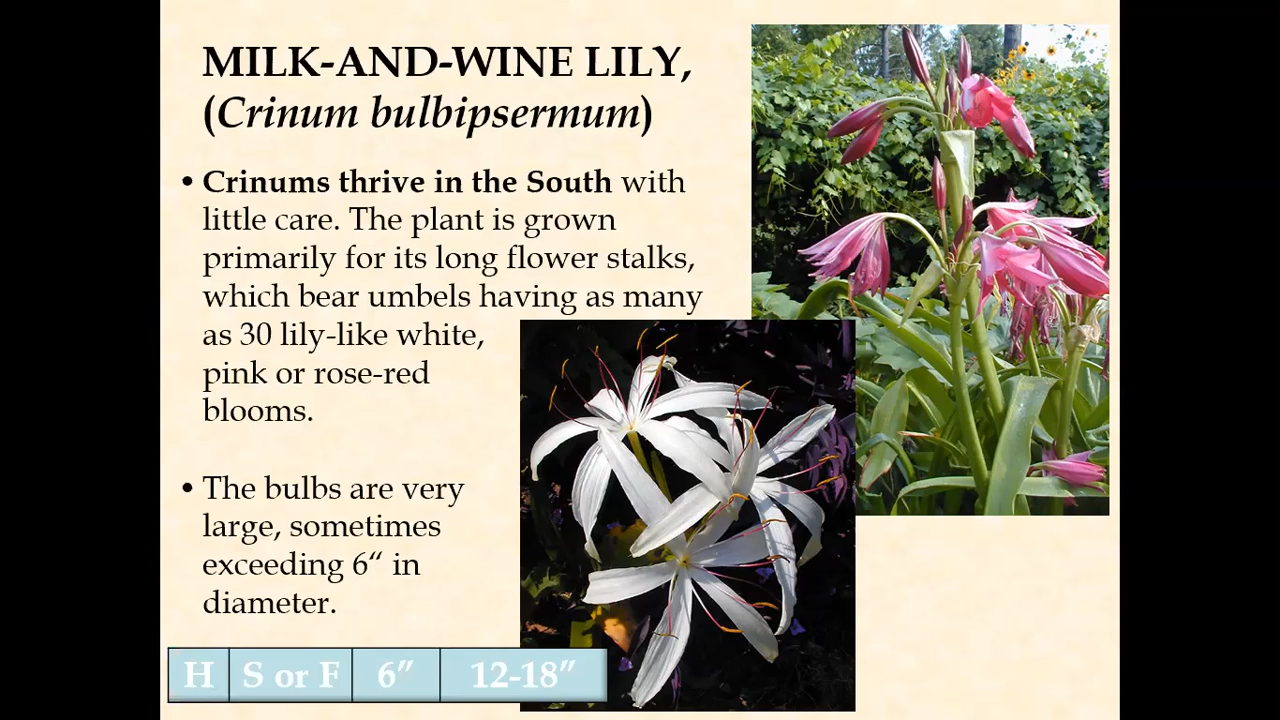 MILK-AND-WINE LILY,
(Crinum bulbipsermum)
• Crinums thrive in the South with
little care. The plant is grown
primarily for its long flower stalks,
which bear umbels having as many
as 30 lily-like white,
pink or rose-red
blooms.
• The bulbs are very
large, sometimes
exceeding 6“ in
diameter.
H S or F 6″ 12-18″